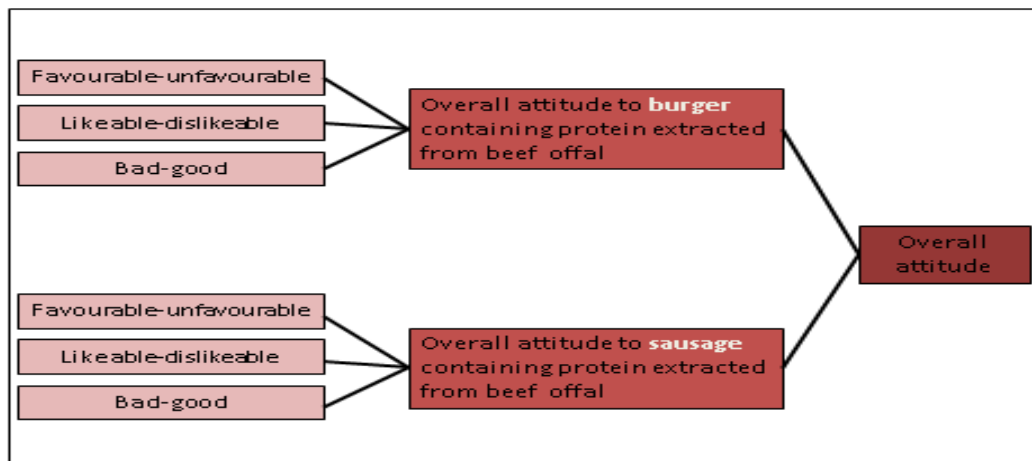 Favourable-unfavourable
Likeable-dislikeable
Bad-good
Overall attitude to burger
containing protein extracted
from beef offal
Overall
attitude
Favourable-unfavourable
Likeable-dislikeable
Bad-good
Overall attitude to sausage
containing protein extracted
from beef offal